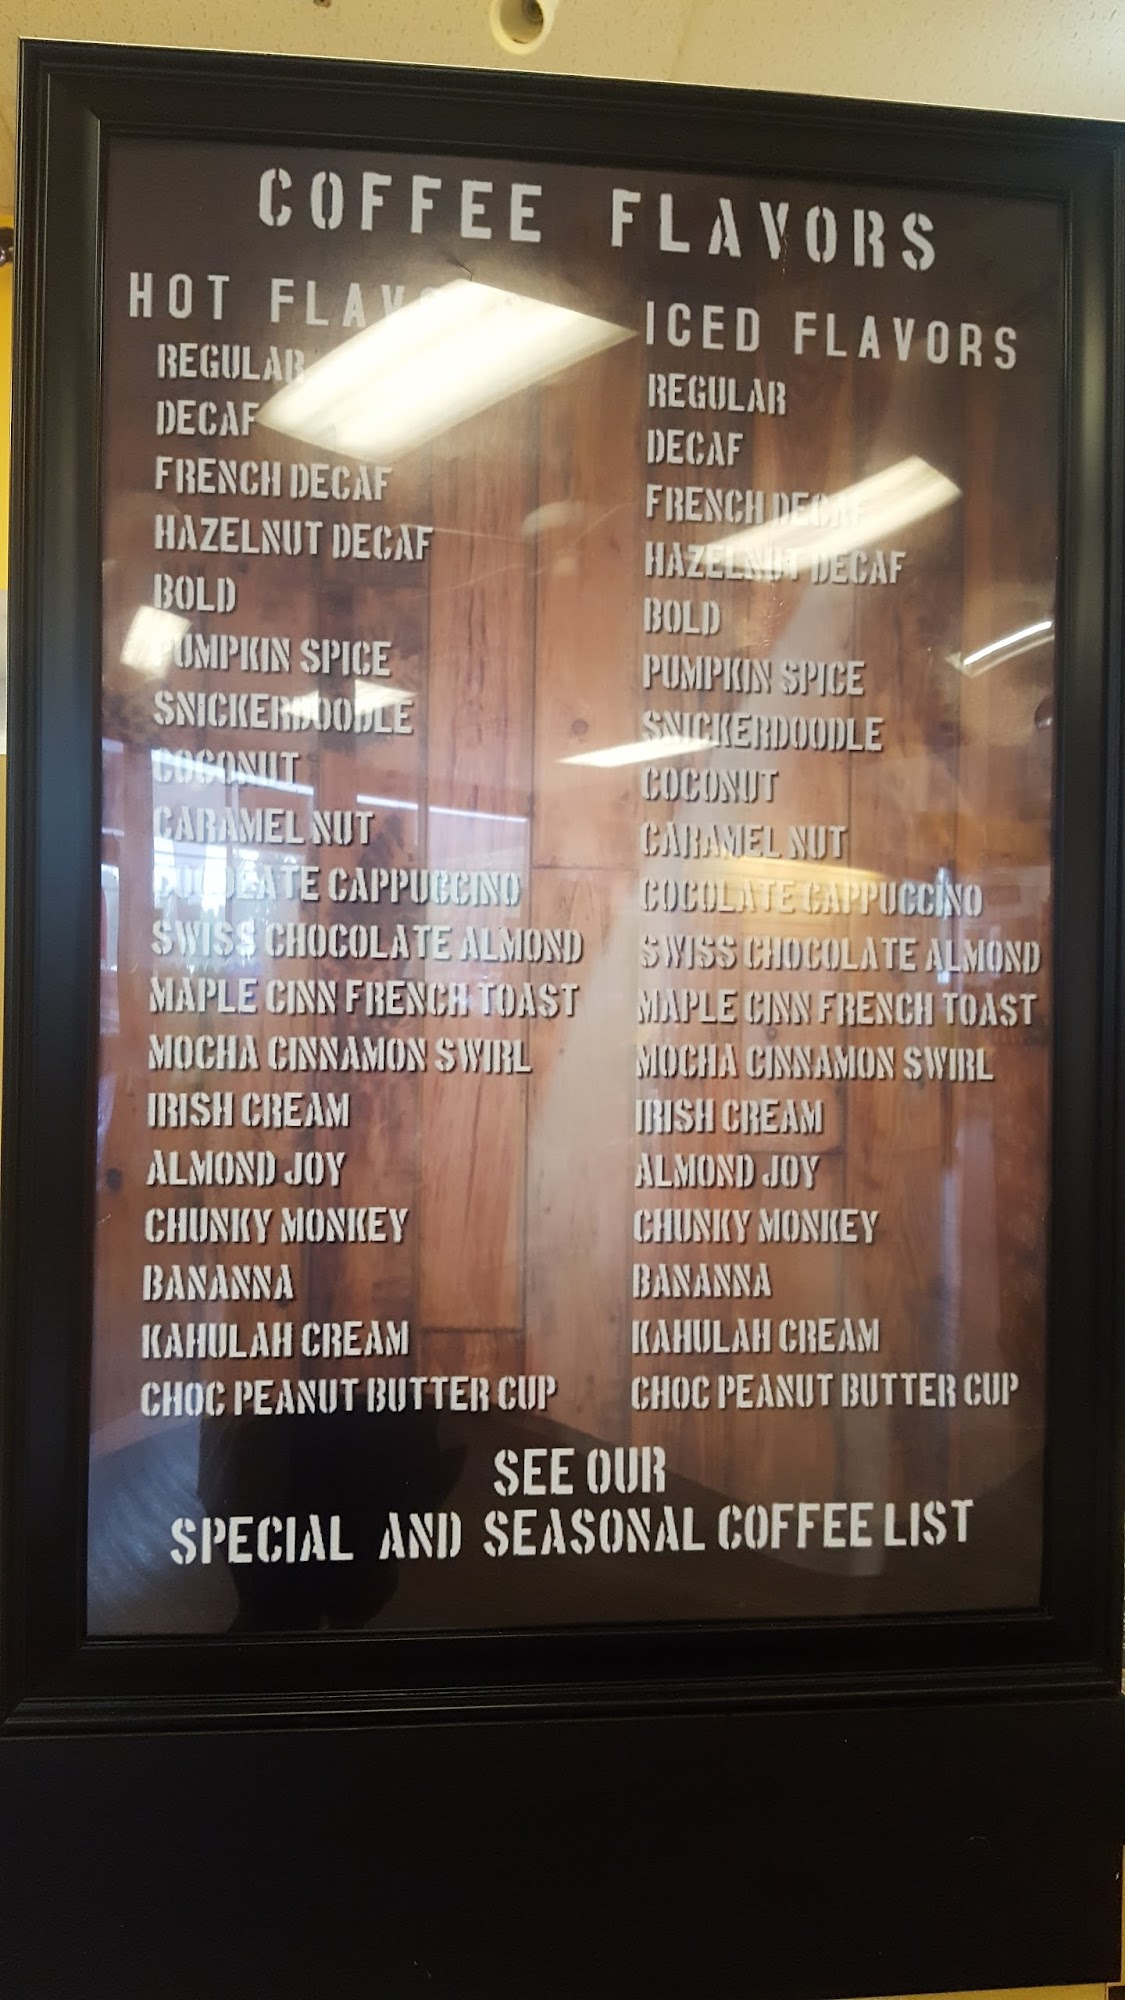 COFFEE FLAVORS
HOT
REGULAR
DECAF
FRENCH DECAF
HAZELNUT DECAF
BOLD
PUMPKIN SPICE
SNICKERDOODLE
COCONUT
CARAMEL NUT
COCOLATE CAPPUCCINO
SWISS CHOCOLATE ALMOND
MAPLE CINN FRENCH TOAST
MOCHA CINNAMON SWIRL
IRISH CREAM
ALMOND JOY
CHUNKY MONKEY
BANANNA
KAHULAH CREAM
CHOC PEANUT BUTTER CUP
ICED FLAVORS
REGULAR
DECAF
FRENCH DECAF
HAZELNUT DECAF
BOLD
PUMPKIN SPICE
SNICKERDOODLE
COCONUT
CARAMEL NUT
COCOLATE CAPPUCCINO
SWISS CHOCOLATE ALMOND
MAPLE CINN FRENCH TOAST
MOCHA CINNAMON SWIRL
IRISH CREAM
ALMOND JOY
CHUNKY MONKEY
BANANNA
KAHULAH CREAM
CHOC PEANUT BUTTER CUP
SEE OUR
SPECIAL AND SEASONAL COFFEE LIST